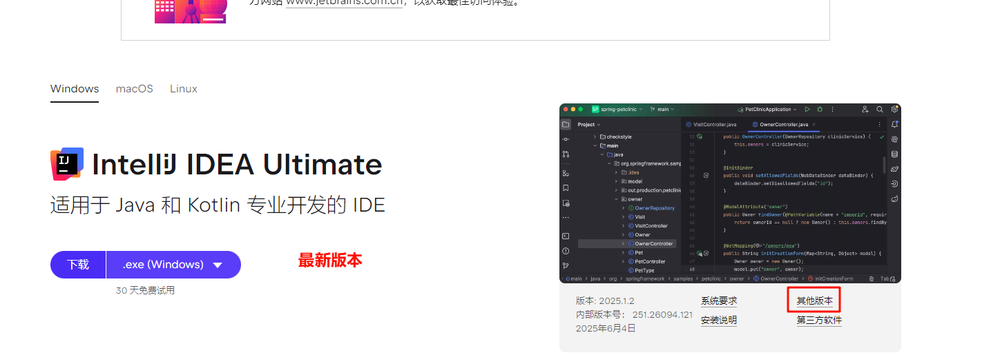 万网站 www.jetbrains.com.cn，以获取最佳访问体验。
Windows macOS Linux
IntelliJ IDEA Ultimate
适用于 Java 和 Kotlin 专业开发的 IDE
下载 .exe (Windows)
最新版本
30 天免费试用
SP spring-petclinic main PetClinicApplication
Project
VisitController.java OwnerController.java
checkstyle
main
java
org.springframework.samp
.idea
model
out.production.petclinic
owner
OwnerRepository
Visit
VisitController
Owner
OwnerController
Pet
PetController
PetType
public OwnerController(OwnerRepository clinicService) {
this.owners = clinicService;
}
@InitBinder
public void setAllowedFields(WebDataBinder dataBinder) {
dataBinder.setDisallowedFields("id");
}
@ModelAttribute("owner")
public Owner findOwner(@PathVariable(name = "ownerId", requir
return ownerId == null ? new Owner() : this.owners.findBy
}
@GetMapping("/owners/new")
public String initCreationForm(Map<String, Object> model) {
Owner owner = new Owner();
model.put("owner", owner);
main > java > org > springframework > samples > petclinic > owner > OwnerController > initCreationForm Tab
版本: 2025.1.2
内部版本号： 251.26094.121
2025年6月4日
系统要求
安装说明
其他版本
第三方软件